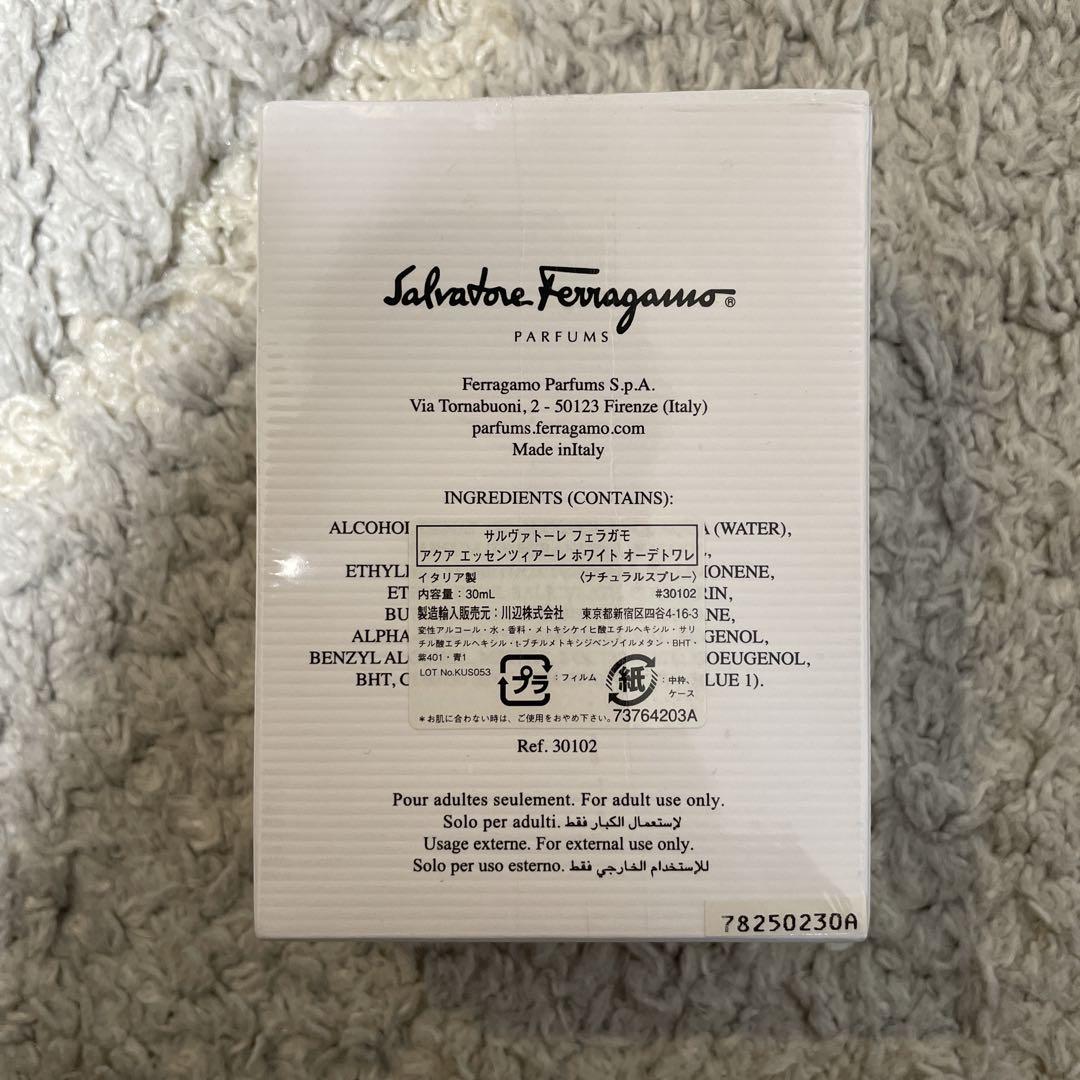 Salvatore Ferragamo®
PARFUMS
Ferragamo Parfums S.p.A.
Via Tornabuoni, 2 - 50123 Firenze (Italy)
parfums.ferragamo.com
Made inItaly
INGREDIENTS (CONTAINS):
(WATER),
BENZYL
BHT,
LUE 1).
サルヴァトーレ フェラガモ
アクア エッセンツィアーレ ホワイト オーデトワレ
イタリア製 〈ナチュラルスプレー〉
内容量:30mL #30102
製造輸入販売元:川辺株式会社 東京都新宿区四谷4-16-3
変性アルコール・水・香料・メトキシケイヒ酸エチルヘキシル・サリ
チル酸エチルヘキシル・t-ブチルメトキシジベンゾイルメタン・BHT・
紫401・青1
LOT No.KUS053
プラ :フィルム
紙 :中枠、
ケース
*お肌に合わない時は、ご使用をおやめ下さい。73764203A
Ref. 30102
Pour adultes seulement. For adult use only.
Solo per adulti. لإستعمال الكبار فقط
Usage externe. For external use only.
Solo per uso esterno. للإستخدام الخارجي فقط
78250230A